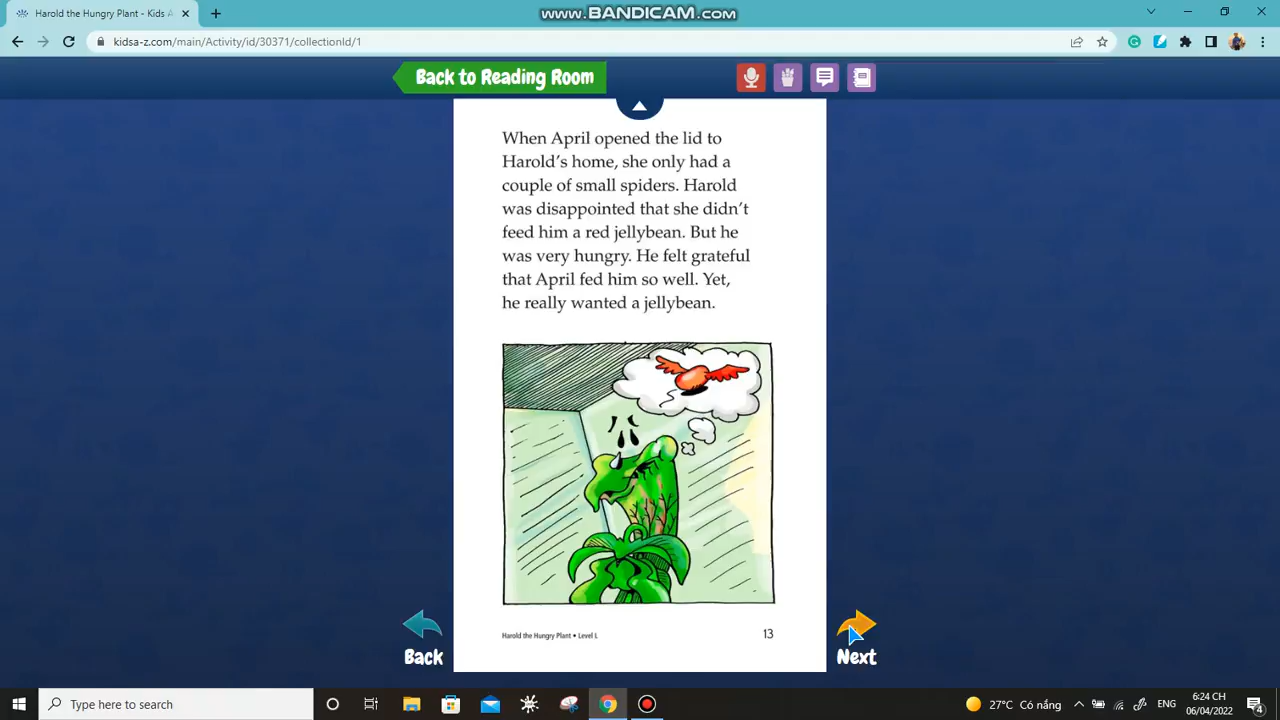 Harold the Hungry Plant - Kids A
www.BANDICAM.com
kidsa-z.com/main/Activity/id/30371/collectionId/1
Back to Reading Room
When April opened the lid to
Harold's home, she only had a
couple of small spiders. Harold
was disappointed that she didn't
feed him a red jellybean. But he
was very hungry. He felt grateful
that April fed him so well. Yet,
he really wanted a jellybean.
Harold the Hungry Plant • Level L
13
Back
Next
Type here to search
27°C Có nắng
ENG
6:24 CH
06/04/2022